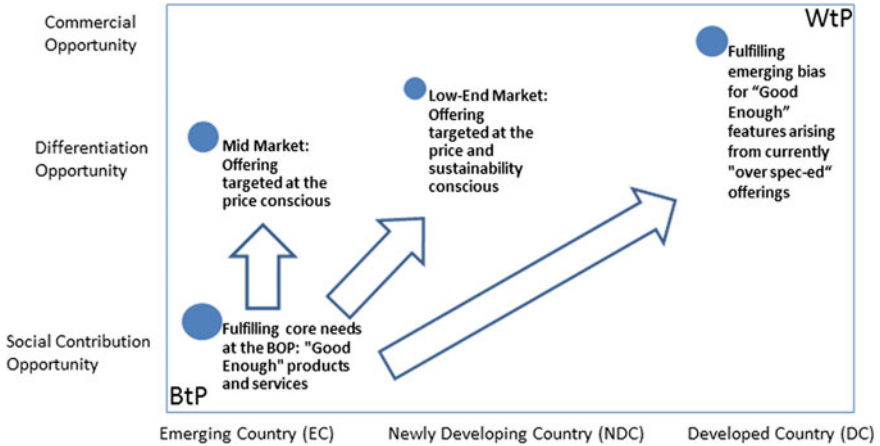 Commercial
Opportunity
WtP
Fulfilling
emerging bias
for “Good
Enough”
features arising
from currently
"over spec-ed“
offerings
Low-End Market:
Offering
targeted at the
price and
sustainability
conscious
Differentiation
Opportunity
Mid Market:
Offering
targeted at the
price conscious
Social Contribution
Opportunity
Fulfilling core needs
at the BOP: "Good
Enough" products
and services
BtP
Emerging Country (EC)
Newly Developing Country (NDC)
Developed Country (DC)